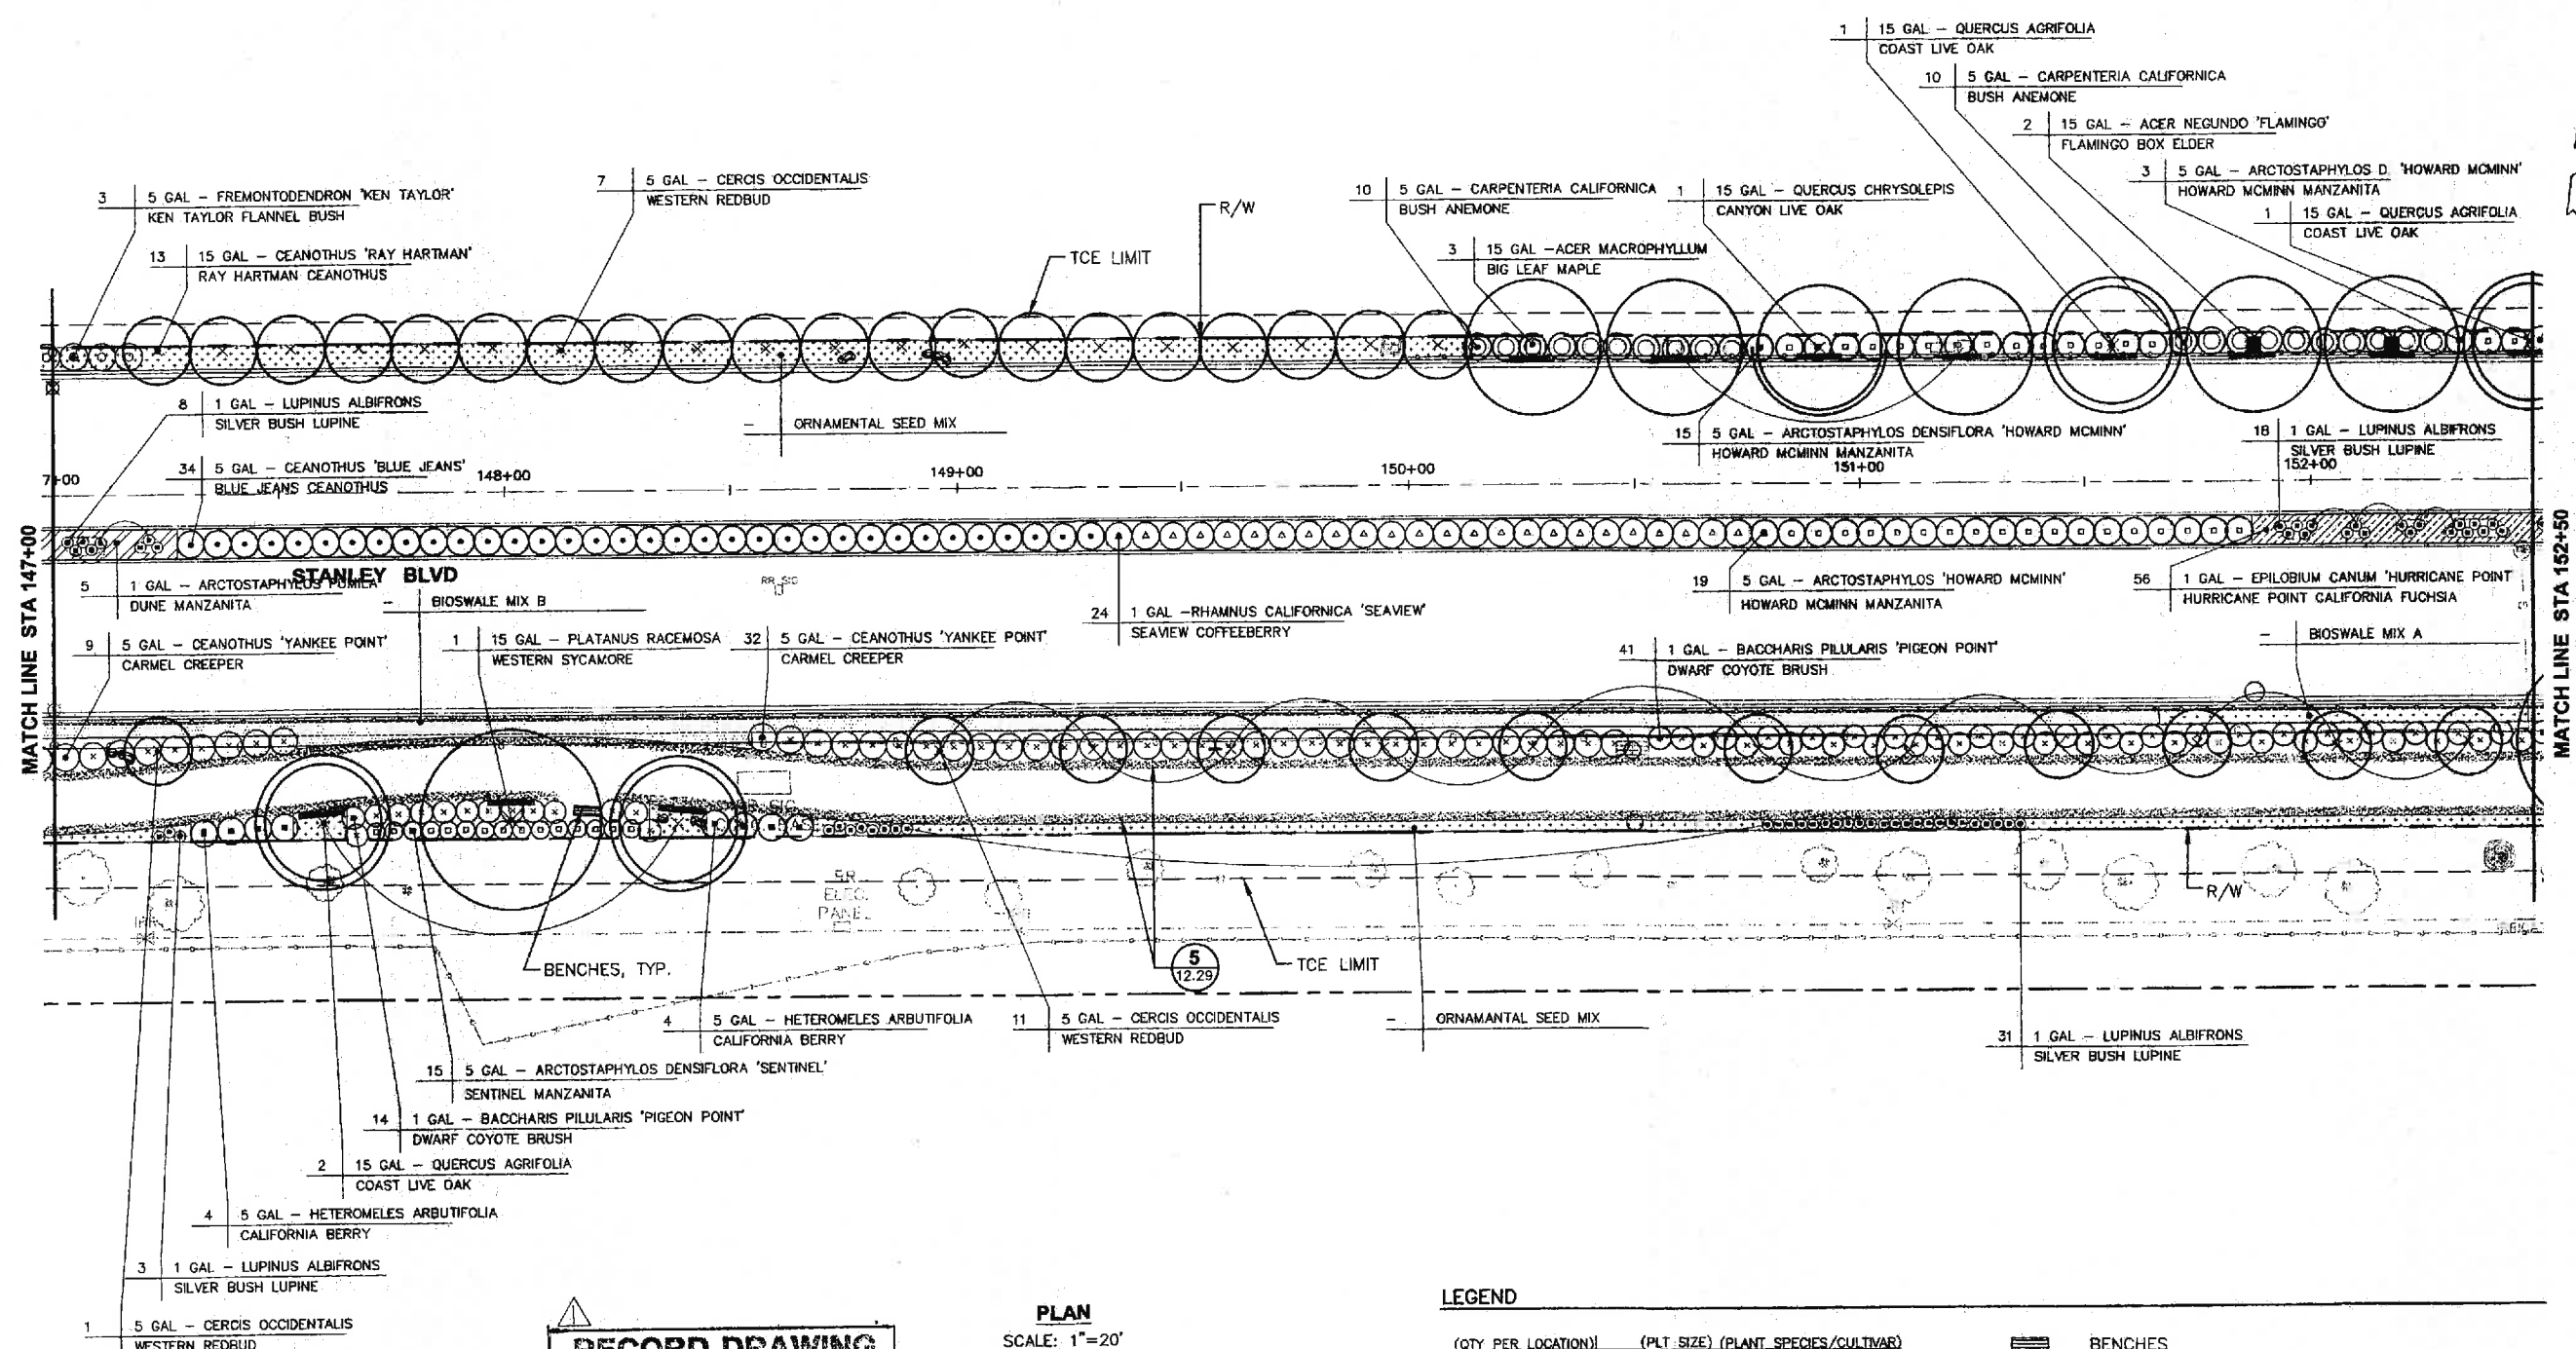 1 15 GAL – QUERCUS AGRIFOLIA
COAST LIVE OAK
10 5 GAL – CARPENTERIA CALIFORNICA
BUSH ANEMONE
2 15 GAL – ACER NEGUNDO 'FLAMINGO'
FLAMINGO BOX ELDER
3 5 GAL – ARCTOSTAPHYLOS D. 'HOWARD MCMINN'
HOWARD MCMINN MANZANITA
1 15 GAL – QUERCUS AGRIFOLIA
COAST LIVE OAK
3 5 GAL – FREMONTODENDRON 'KEN TAYLOR'
KEN TAYLOR FLANNEL BUSH
13 15 GAL – CEANOTHUS 'RAY HARTMAN'
RAY HARTMAN CEANOTHUS
7 5 GAL – CERCIS OCCIDENTALIS
WESTERN REDBUD
R/W
TCE LIMIT
10 5 GAL – CARPENTERIA CALIFORNICA
BUSH ANEMONE
1 15 GAL – QUERCUS CHRYSOLEPIS
CANYON LIVE OAK
3 15 GAL –ACER MACROPHYLLUM
BIG LEAF MAPLE
8 1 GAL – LUPINUS ALBIFRONS
SILVER BUSH LUPINE
– ORNAMENTAL SEED MIX
15 5 GAL – ARCTOSTAPHYLOS DENSIFLORA 'HOWARD MCMINN'
HOWARD MCMINN MANZANITA
18 1 GAL – LUPINUS ALBIFRONS
SILVER BUSH LUPINE
34 5 GAL – CEANOTHUS 'BLUE JEANS'
BLUE JEANS CEANOTHUS
7+00 148+00 149+00 150+00 151+00 152+00
MATCH LINE STA 147+00
MATCH LINE STA 152+50
STANLEY BLVD
5 1 GAL – ARCTOSTAPHYLOS PUMILA
DUNE MANZANITA
– BIOSWALE MIX B
RR SIG
24 1 GAL –RHAMNUS CALIFORNICA 'SEAVIEW'
SEAVIEW COFFEEBERRY
19 5 GAL – ARCTOSTAPHYLOS 'HOWARD MCMINN'
HOWARD MCMINN MANZANITA
56 1 GAL – EPILOBIUM CANUM 'HURRICANE POINT
HURRICANE POINT CALIFORNIA FUCHSIA
9 5 GAL – CEANOTHUS 'YANKEE POINT'
CARMEL CREEPER
1 15 GAL – PLATANUS RACEMOSA
WESTERN SYCAMORE
32 5 GAL – CEANOTHUS 'YANKEE POINT'
CARMEL CREEPER
41 1 GAL – BACCHARIS PILULARIS 'PIGEON POINT'
DWARF COYOTE BRUSH
– BIOSWALE MIX A
ELEC.
PANEL
R/W
BENCHES, TYP.
5
12.29
TCE LIMIT
4 5 GAL – HETEROMELES ARBUTIFOLIA
CALIFORNIA BERRY
11 5 GAL – CERCIS OCCIDENTALIS
WESTERN REDBUD
– ORNAMANTAL SEED MIX
31 1 GAL – LUPINUS ALBIFRONS
SILVER BUSH LUPINE
15 5 GAL – ARCTOSTAPHYLOS DENSIFLORA 'SENTINEL'
SENTINEL MANZANITA
14 1 GAL – BACCHARIS PILULARIS 'PIGEON POINT'
DWARF COYOTE BRUSH
2 15 GAL – QUERCUS AGRIFOLIA
COAST LIVE OAK
4 5 GAL – HETEROMELES ARBUTIFOLIA
CALIFORNIA BERRY
3 1 GAL – LUPINUS ALBIFRONS
SILVER BUSH LUPINE
1 5 GAL – CERCIS OCCIDENTALIS
WESTERN REDBUD
RECORD DRAWING
PLAN
SCALE: 1"=20'
LEGEND
(QTY PER LOCATION) (PLT SIZE) (PLANT SPECIES/CULTIVAR)
BENCHES